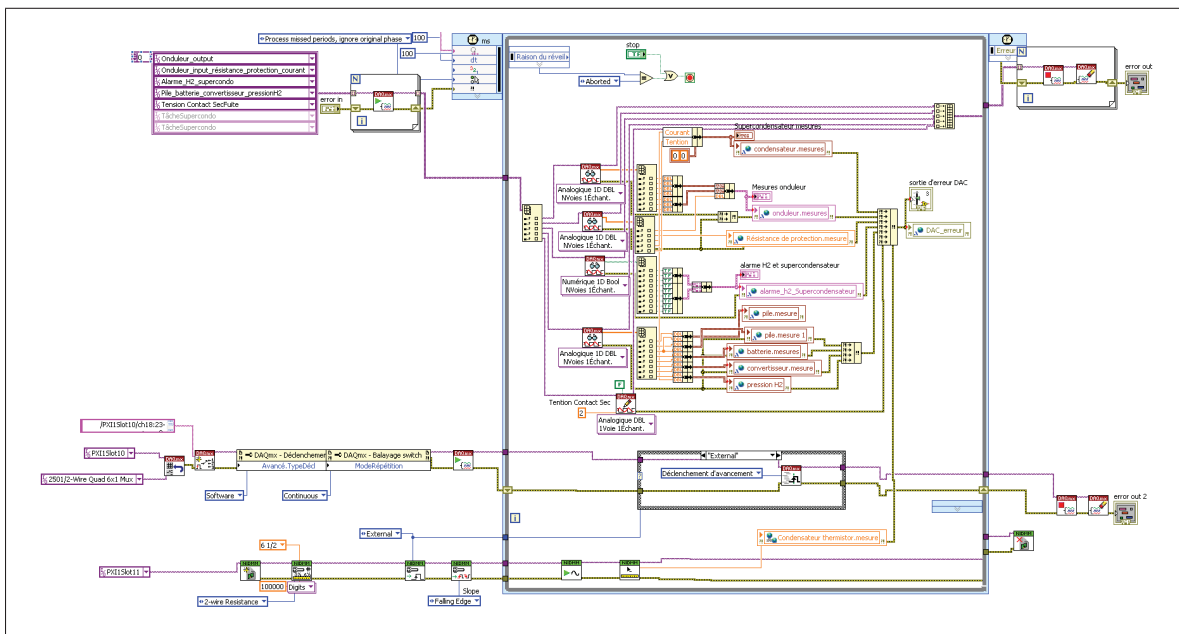 Process missed periods, ignore original phase
100
100
ms
dt
Raison du réveil
stop
Aborted
Erreur
error out
Onduleur_output
Onduleur_input_résistance_protection_courant
Alarme_H2_supercondo
Pile_batterie_convertisseur_pressionH2
Tension Contact SecFuite
TâcheSupercondo
TâcheSupercondo
error in
N
i
N
i
Supercondensateur mesures
Courant
Tention
condensateur.mesures
Analogique 1D DBL
NVoies 1Échant.
Mesures onduleur
onduleur.mesures
sortie d'erreur DAC
DAC_erreur
Analogique 1D DBL
NVoies 1Échant.
Résistance de protection.mesure
Numérique 1D Bool
NVoies 1Échant.
alarme H2 et supercondensateur
alarme_h2_Supercondensateur
pile.mesure
pile.mesure 1
Analogique 1D DBL
NVoies 1Échant.
batterie.mesures
convertisseur.mesure
pression H2
F
Tention Contact Sec
2
Analogique DBL
1Voie 1Échant.
/PXI1Slot10/ch18:23-
PXI1Slot10
2501/2-Wire Quad 6x1 Mux
DAQmx - Déclenchement
DAQmx - Balayage switch
Avancé.TypeDécl
ModeRépétition
Software
Continuous
"External"
Déclenchement d'avancement
error out 2
i
External
Condensateur thermistor.mesure
6 1/2
PXI1Slot11
100000
Digits
2-wire Resistance
Slope
Falling Edge